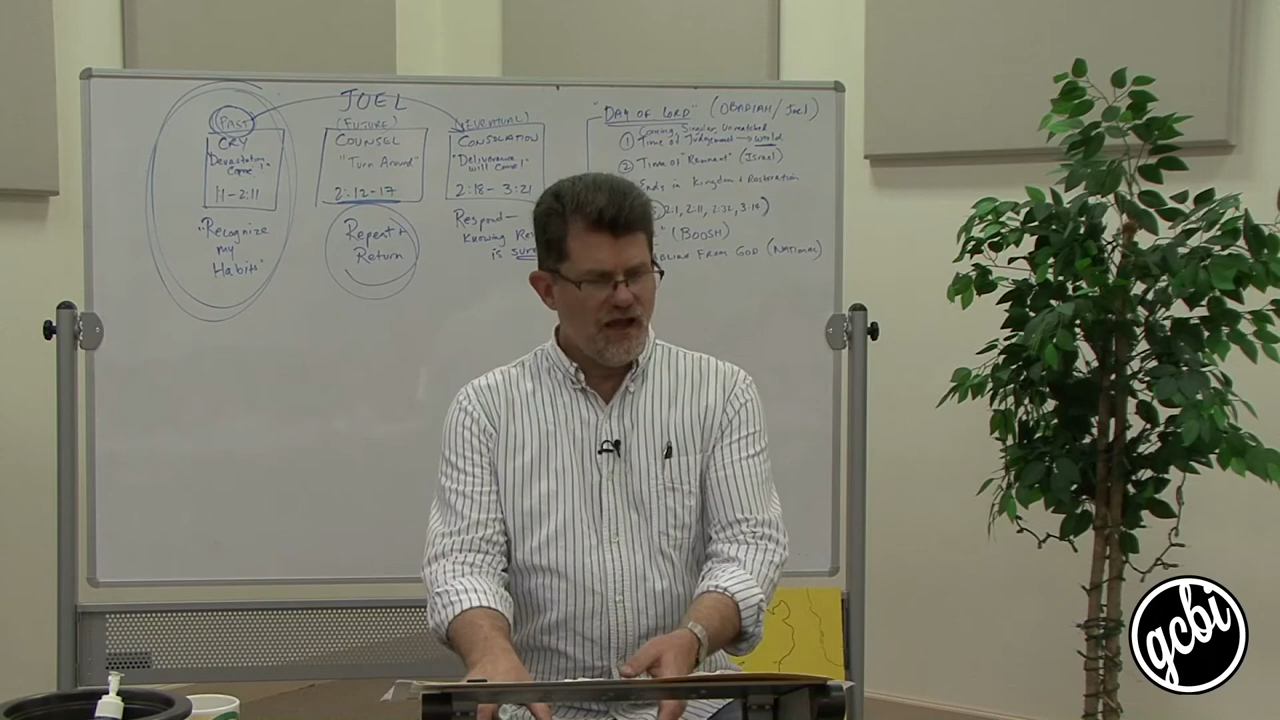 JOEL
(PAST)
CRY
"Devastation
Come!"
1-2:11
"Recognize
my
Habits"
(FUTURE)
COUNSEL
"Turn Around"
2:12-17
Repent +
Return
(EVENTUAL)
CONSOLATION
"Deliverance
will Come!"
2:18-3:21
Respond-
Knowing
is sure
"DAY OF LORD" (OBADIAH/Joel)
① Coming, Singular, Unmatched
Time of Judgement → world
② Time of "Remnant" (Israel)
Ends in Kingdom + Restoration
2:1, 2:11, 2:32, 3:14)
" (BOOSH)
FROM GOD (NATIONAL)
gcbi